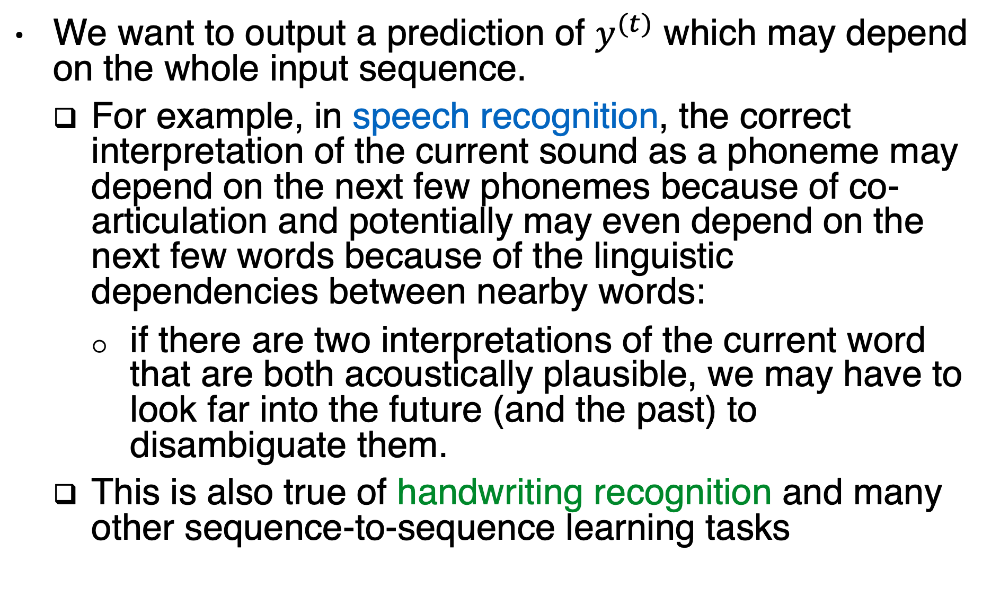 • We want to output a prediction of y^(t) which may depend
on the whole input sequence.
❑ For example, in speech recognition, the correct
interpretation of the current sound as a phoneme may
depend on the next few phonemes because of co-
articulation and potentially may even depend on the
next few words because of the linguistic
dependencies between nearby words:
○ if there are two interpretations of the current word
that are both acoustically plausible, we may have to
look far into the future (and the past) to
disambiguate them.
❑ This is also true of handwriting recognition and many
other sequence-to-sequence learning tasks